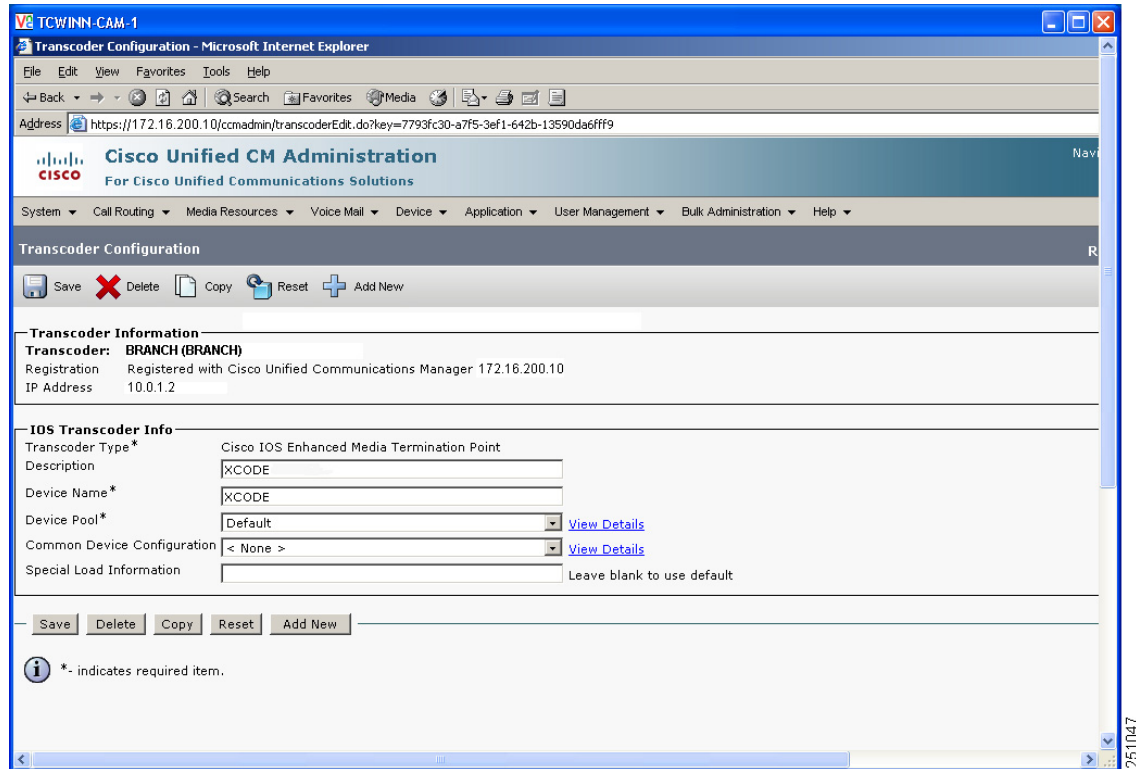 TCWINN-CAM-1
Transcoder Configuration - Microsoft Internet Explorer
File Edit View Favorites Tools Help
Back Search Favorites Media
Address https://172.16.200.10/ccmadmin/transcoderEdit.do?key=7793fc30-a7f5-3ef1-642b-13590da6fff9
CISCO
Cisco Unified CM Administration
For Cisco Unified Communications Solutions
Navi
System Call Routing Media Resources Voice Mail Device Application User Management Bulk Administration Help
Transcoder Configuration R
Save Delete Copy Reset Add New
Transcoder Information
Transcoder: BRANCH (BRANCH)
Registration Registered with Cisco Unified Communications Manager 172.16.200.10
IP Address 10.0.1.2
IOS Transcoder Info
Transcoder Type* Cisco IOS Enhanced Media Termination Point
Description XCODE
Device Name* XCODE
Device Pool* Default View Details
Common Device Configuration < None > View Details
Special Load Information Leave blank to use default
Save Delete Copy Reset Add New
*- indicates required item.
251047